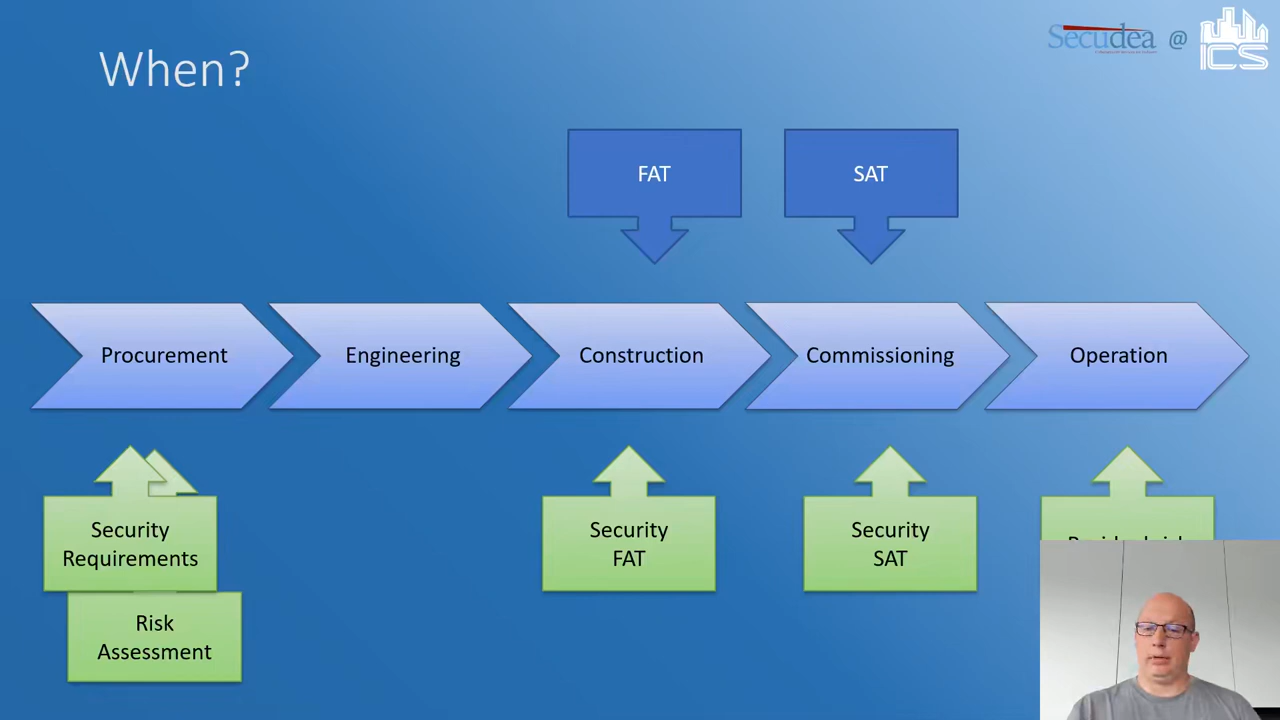 When?
Secudea @
ICS
FAT
SAT
Procurement
Engineering
Construction
Commissioning
Operation
Security
Requirements
Security
FAT
Security
SAT
Risk
Assessment